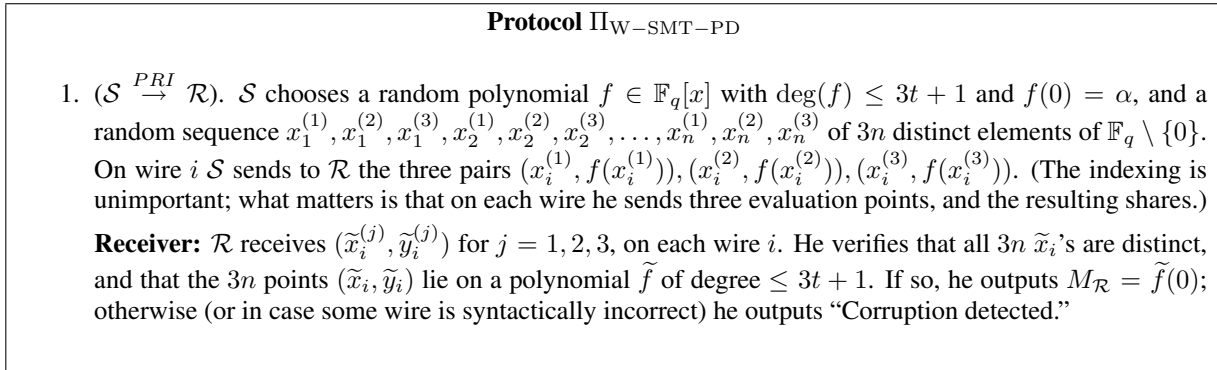 Protocol Π_{W−SMT−PD}
1. (𝒮 \overset{PRI}{→} ℛ). 𝒮 chooses a random polynomial f ∈ 𝔽_q[x] with deg(f) ≤ 3t + 1 and f(0) = α, and a
random sequence x_1^{(1)}, x_1^{(2)}, x_1^{(3)}, x_2^{(1)}, x_2^{(2)}, x_2^{(3)}, . . . , x_n^{(1)}, x_n^{(2)}, x_n^{(3)} of 3n distinct elements of 𝔽_q \ {0}.
On wire i 𝒮 sends to ℛ the three pairs (x_i^{(1)}, f(x_i^{(1)})), (x_i^{(2)}, f(x_i^{(2)})), (x_i^{(3)}, f(x_i^{(3)})). (The indexing is
unimportant; what matters is that on each wire he sends three evaluation points, and the resulting shares.)
Receiver: ℛ receives (x̃_i^{(j)}, ỹ_i^{(j)}) for j = 1, 2, 3, on each wire i. He verifies that all 3n x̃_i's are distinct,
and that the 3n points (x̃_i, ỹ_i) lie on a polynomial f̃ of degree ≤ 3t + 1. If so, he outputs M_ℛ = f̃(0);
otherwise (or in case some wire is syntactically incorrect) he outputs “Corruption detected.”